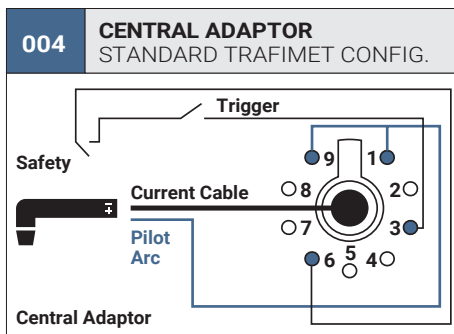 004
CENTRAL ADAPTOR
STANDARD TRAFIMET CONFIG.
Trigger
Safety
9
1
Current Cable
8
2
7
3
Pilot
Arc
6
5
4
Central Adaptor